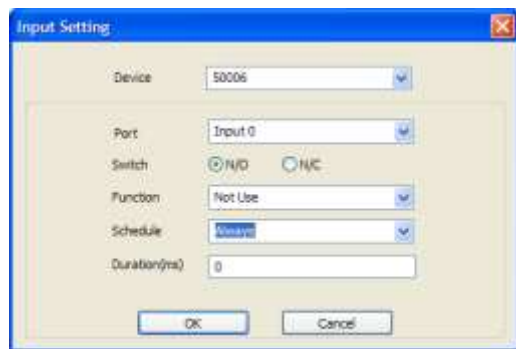 Input Setting
Device 50006
Port Input 0
Switch N/O N/C
Function Not Use
Schedule Always
Duration(ms) 0
OK Cancel